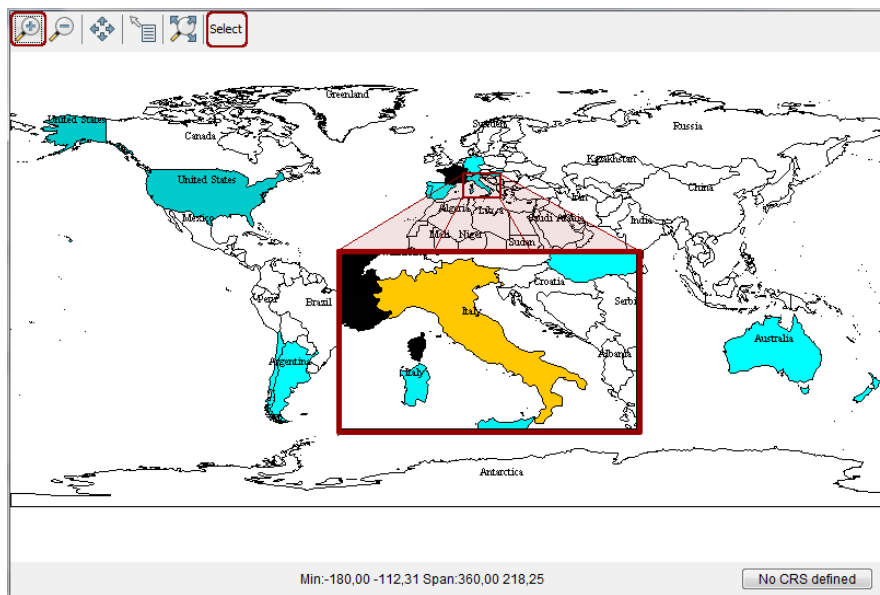 Select
Greenland
United States
Canada
Sweden
Russia
United States
Kazakhstan
China
Mexico
Algeria
Libya
Iran
Saudi Arabia
India
Mali
Niger
Sudan
Peru
Brazil
Croatia
Serbi
Italy
Australia
Albania
Argentina
Italy
Antarctica
Min:-180,00 -112,31 Span:360,00 218,25
No CRS defined